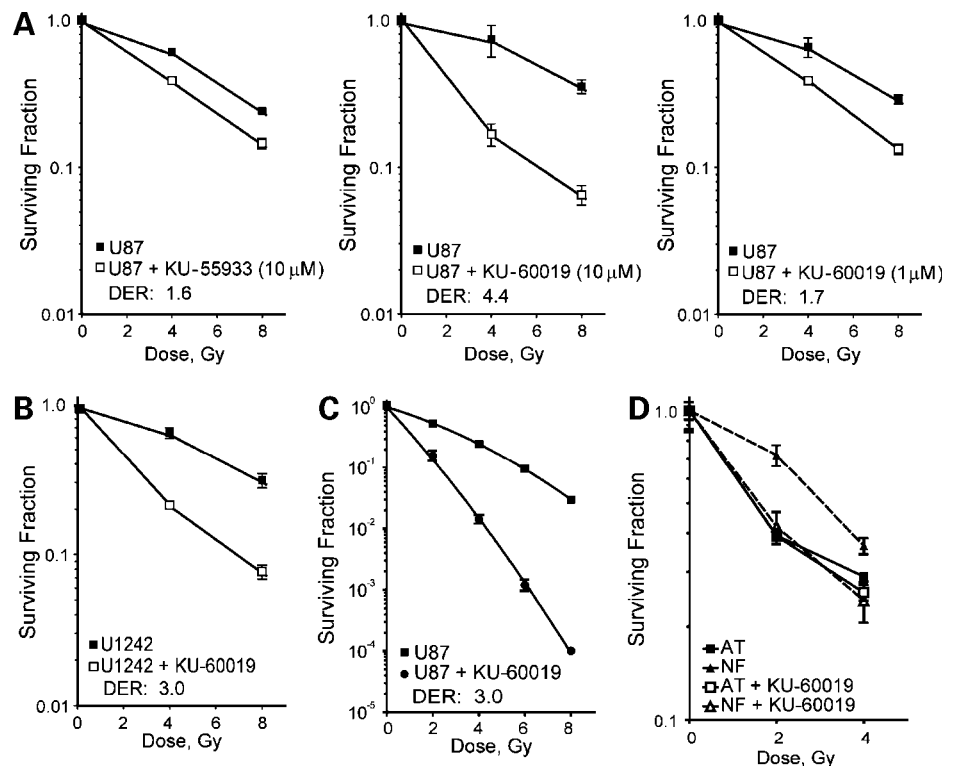 A
Surviving Fraction
1.0
0.1
0.01
■ U87
□ U87 + KU-55933 (10 μM)
DER: 1.6
0 2 4 6 8
Dose, Gy
Surviving Fraction
1.0
0.1
0.01
■ U87
□ U87 + KU-60019 (10 μM)
DER: 4.4
0 2 4 6 8
Dose, Gy
Surviving Fraction
1.0
0.1
0.01
■ U87
□ U87 + KU-60019 (1μM)
DER: 1.7
0 2 4 6 8
Dose, Gy
B
Surviving Fraction
1.0
0.1
0.01
■ U1242
□ U1242 + KU-60019
DER: 3.0
0 2 4 6 8
Dose, Gy
C
Surviving Fraction
10⁰
10⁻¹
10⁻²
10⁻³
10⁻⁴
10⁻⁵
■ U87
● U87 + KU-60019
DER: 3.0
0 2 4 6 8
Dose, Gy
D
Surviving Fraction
1.0
0.1
AT
NF
AT + KU-60019
NF + KU-60019
0 2 4
Dose, Gy